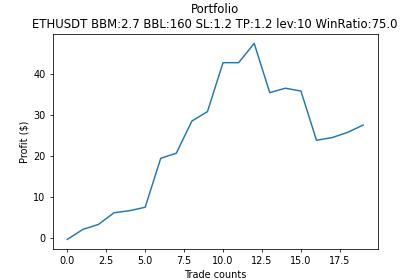 Portfolio
ETHUSDT BBM:2.7 BBL:160 SL:1.2 TP:1.2 lev:10 WinRatio:75.0
40
30
20
10
0
Profit ($)
0.0 2.5 5.0 7.5 10.0 12.5 15.0 17.5
Trade counts